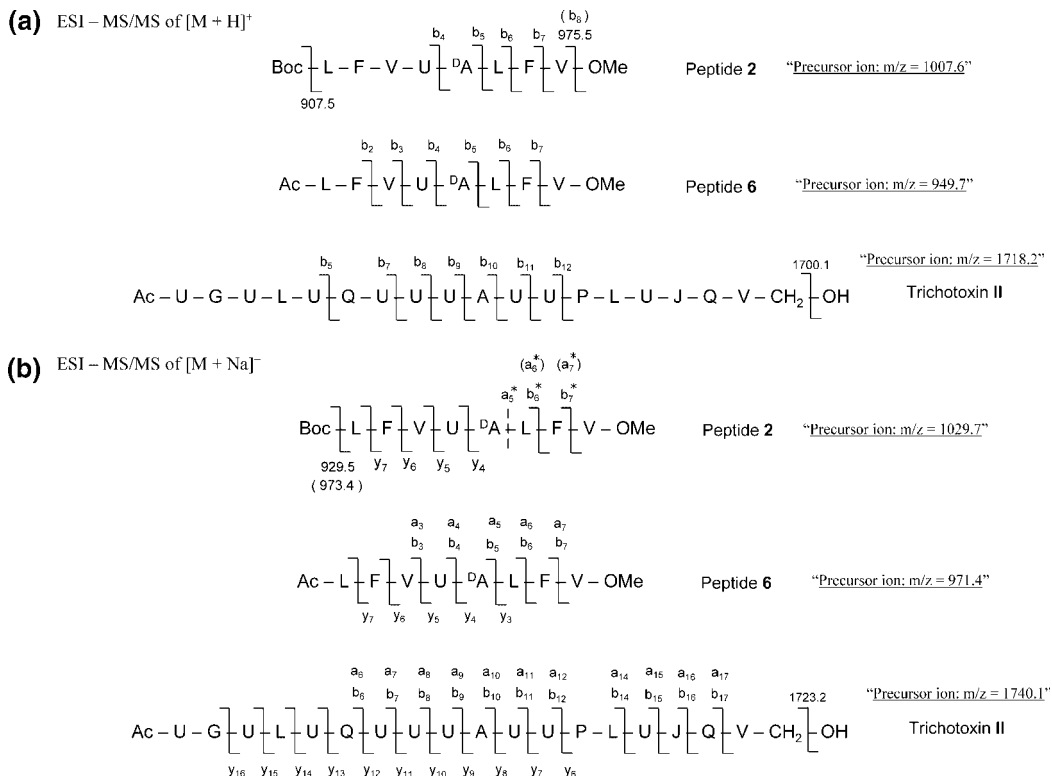 (a) ESI – MS/MS of [M + H]⁺
(b₈)
b₄ b₅ b₆ b₇ 975.5
Boc – L – F – V – U – ᴰA – L – F – V – OMe Peptide 2 “Precursor ion: m/z = 1007.6”
907.5
b₂ b₃ b₄ b₅ b₆ b₇
Ac – L – F – V – U – ᴰA – L – F – V – OMe Peptide 6 “Precursor ion: m/z = 949.7”
b₅ b₇ b₈ b₉ b₁₀ b₁₁ b₁₂ 1700.1 “Precursor ion: m/z = 1718.2”
Ac – U – G – U – L – U – Q – U – U – U – A – U – U – P – L – U – J – Q – V – CH₂ – OH Trichotoxin II
(b) ESI – MS/MS of [M + Na]⁻
(a₆*) (a₇*)
a₅* b₆* b₇*
Boc – L – F – V – U – ᴰA – L – F – V – OMe Peptide 2 “Precursor ion: m/z = 1029.7”
929.5 y₇ y₆ y₅ y₄
( 973.4 )
a₃ a₄ a₅ a₆ a₇
b₃ b₄ b₅ b₆ b₇
Ac – L – F – V – U – ᴰA – L – F – V – OMe Peptide 6 “Precursor ion: m/z = 971.4”
y₇ y₆ y₅ y₄ y₃
a₆ a₇ a₈ a₉ a₁₀ a₁₁ a₁₂ a₁₄ a₁₅ a₁₆ a₁₇
b₆ b₇ b₈ b₉ b₁₀ b₁₁ b₁₂ b₁₄ b₁₅ b₁₆ b₁₇ 1723.2 “Precursor ion: m/z = 1740.1”
Ac – U – G – U – L – U – Q – U – U – U – A – U – U – P – L – U – J – Q – V – CH₂ – OH Trichotoxin II
y₁₆ y₁₅ y₁₄ y₁₃ y₁₂ y₁₁ y₁₀ y₉ y₈ y₇ y₆